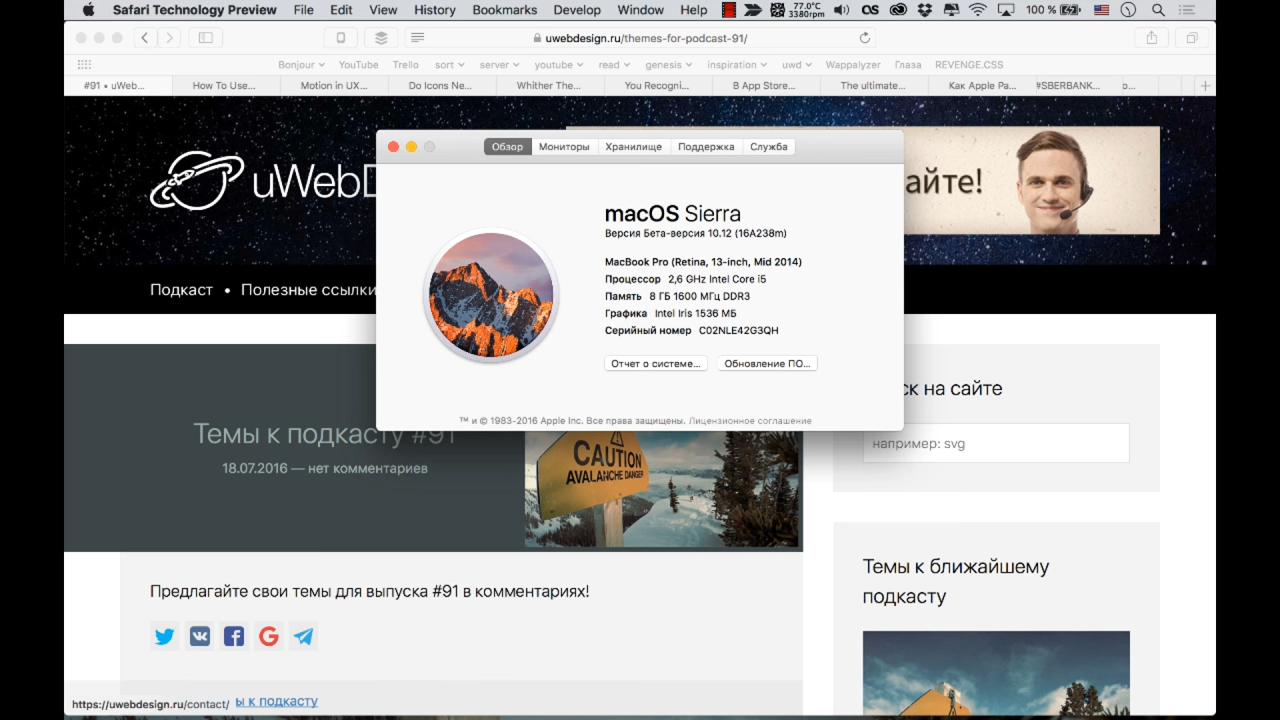 Safari Technology Preview File Edit View History Bookmarks Develop Window Help 77.0°C 3380rpm 100 %
uwebdesign.ru/themes-for-podcast-91/
Bonjour YouTube Trello sort server youtube read genesis inspiration uwd Wappalyzer Глаза REVENGE.CSS
#91 • uWeb... How To Use... Motion in UX... Do Icons Ne... Whither The... You Recogni... В App Store... The ultimate... Как Apple Pa... #SBERBANK...
Обзор Мониторы Хранилище Поддержка Служба
uWebD
айте!
macOS Sierra
Версия Бета-версия 10.12 (16A238m)
MacBook Pro (Retina, 13-inch, Mid 2014)
Процессор 2,6 GHz Intel Core i5
Память 8 ГБ 1600 МГц DDR3
Графика Intel Iris 1536 МБ
Серийный номер C02NLE42G3QH
Отчет о системе... Обновление ПО...
™ и © 1983-2016 Apple Inc. Все права защищены. Лицензионное соглашение
Подкаст • Полезные ссылки
ск на сайте
например: svg
Темы к подкасту #91
18.07.2016 — нет комментариев
CAUTION
AVALANCHE DANGER
Предлагайте свои темы для выпуска #91 в комментариях!
Темы к ближайшему
подкасту
https://uwebdesign.ru/contact/ ы к подкасту